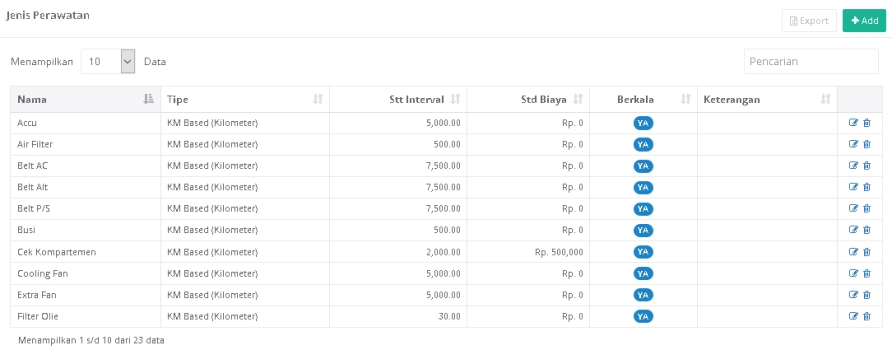 Jenis Perawatan
Export
Add
Menampilkan 10 Data
Pencarian
Nama Tipe Stt Interval Std Biaya Berkala Keterangan
Accu KM Based (Kilometer) 5,000.00 Rp. 0 YA
Air Filter KM Based (Kilometer) 500.00 Rp. 0 YA
Belt AC KM Based (Kilometer) 7,500.00 Rp. 0 YA
Belt Alt KM Based (Kilometer) 7,500.00 Rp. 0 YA
Belt P/S KM Based (Kilometer) 7,500.00 Rp. 0 YA
Busi KM Based (Kilometer) 500.00 Rp. 0 YA
Cek Kompartemen KM Based (Kilometer) 2,000.00 Rp. 500,000 YA
Cooling Fan KM Based (Kilometer) 5,000.00 Rp. 0 YA
Extra Fan KM Based (Kilometer) 5,000.00 Rp. 0 YA
Filter Olie KM Based (Kilometer) 30.00 Rp. 0 YA
Menampilkan 1 s/d 10 dari 23 data